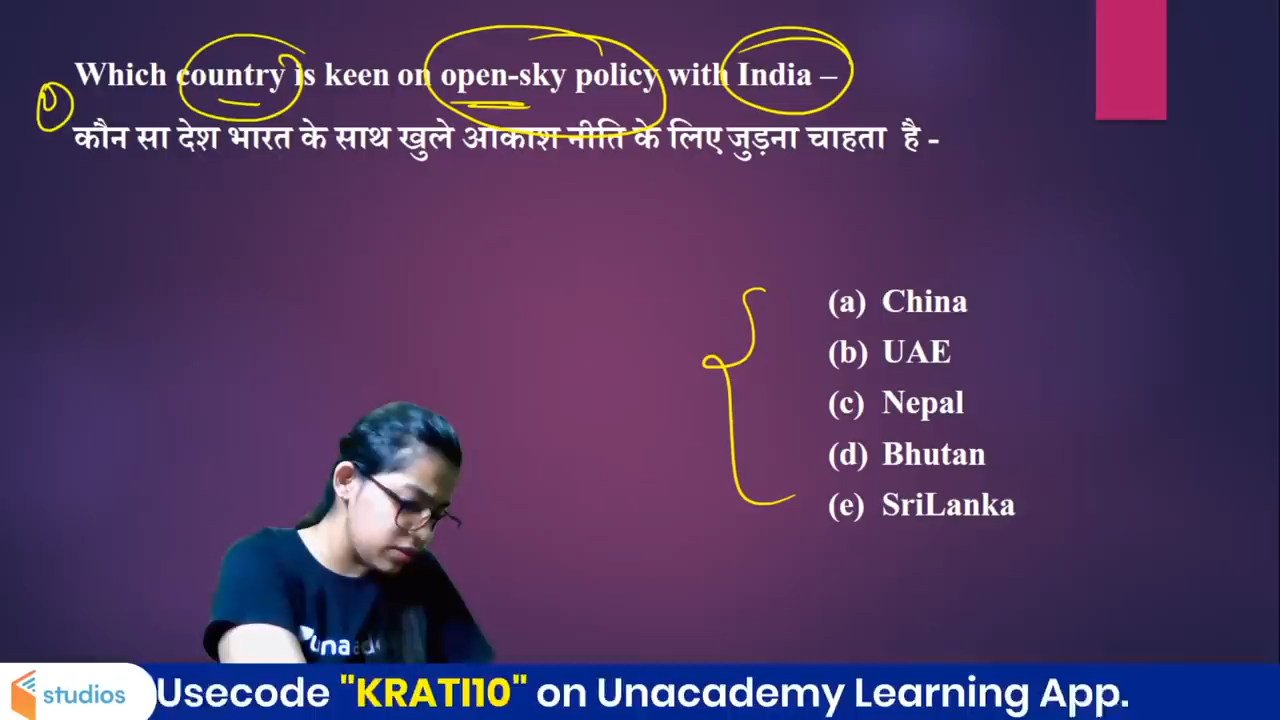 Which country is keen on open-sky policy with India –
कौन सा देश भारत के साथ खुले आकाश नीति के लिए जुड़ना चाहता है -
(a) China
(b) UAE
(c) Nepal
(d) Bhutan
(e) SriLanka
studios
Usecode "KRATI10" on Unacademy Learning App.